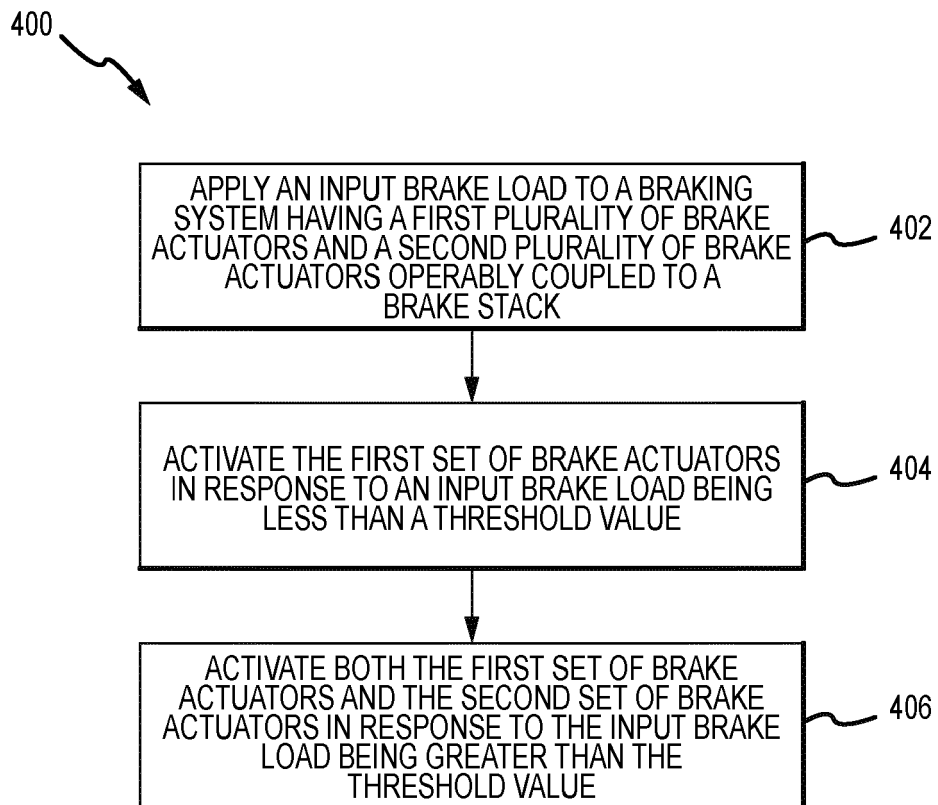 400
APPLY AN INPUT BRAKE LOAD TO A BRAKING
SYSTEM HAVING A FIRST PLURALITY OF BRAKE
ACTUATORS AND A SECOND PLURALITY OF BRAKE
ACTUATORS OPERABLY COUPLED TO A
BRAKE STACK
402
ACTIVATE THE FIRST SET OF BRAKE ACTUATORS
IN RESPONSE TO AN INPUT BRAKE LOAD BEING
LESS THAN A THRESHOLD VALUE
404
ACTIVATE BOTH THE FIRST SET OF BRAKE
ACTUATORS AND THE SECOND SET OF BRAKE
ACTUATORS IN RESPONSE TO THE INPUT BRAKE
LOAD BEING GREATER THAN THE
THRESHOLD VALUE
406